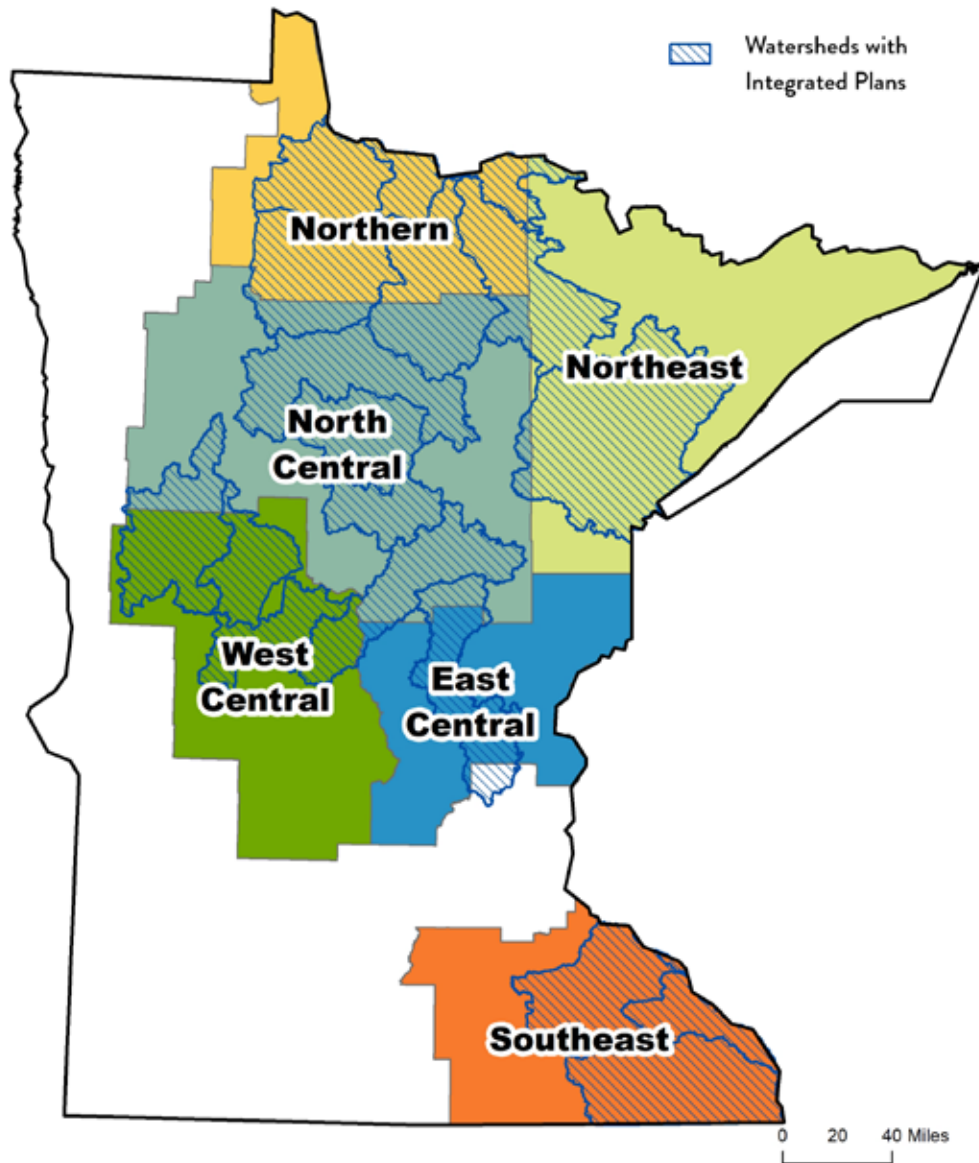 Watersheds with
Integrated Plans
Northern
Northeast
North
Central
West
Central
East
Central
Southeast
0 20 40 Miles